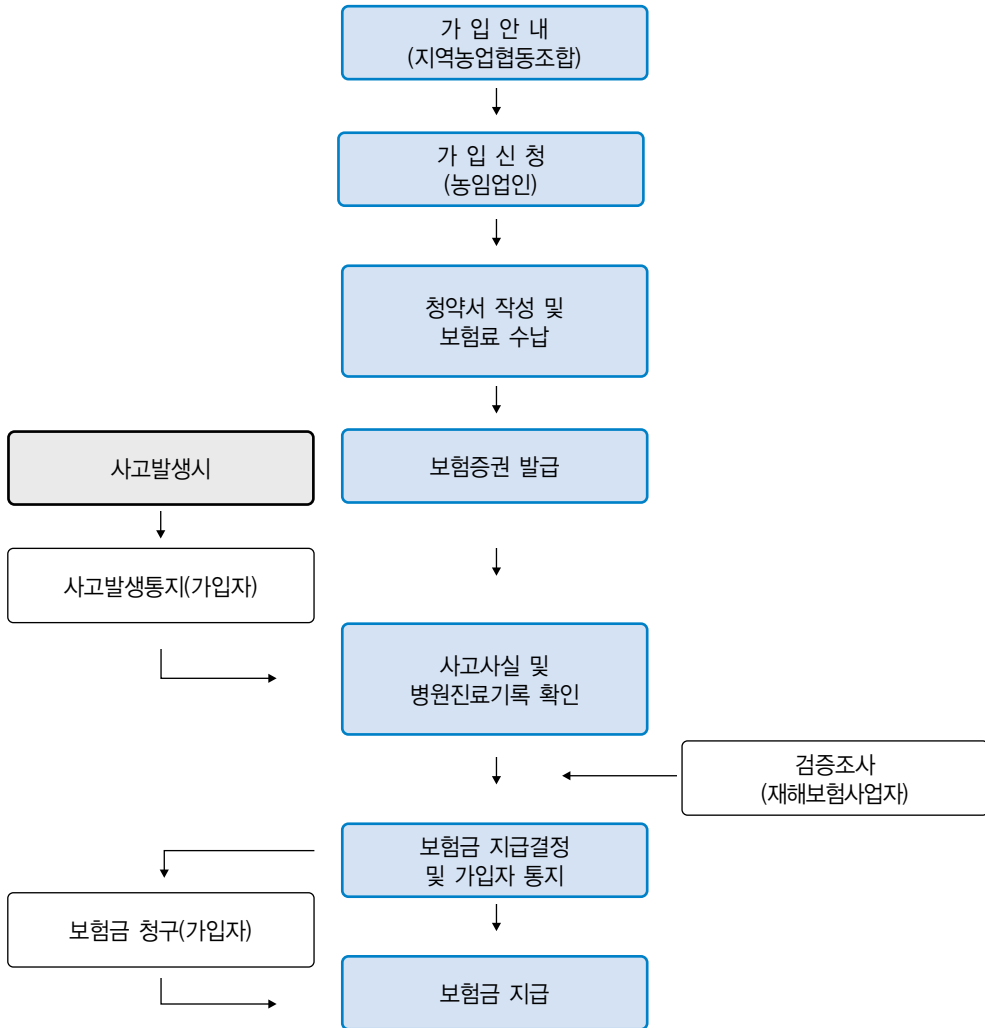 가 입 안 내
(지역농업협동조합)
가 입 신 청
(농임업인)
청약서 작성 및
보험료 수납
사고발생시
보험증권 발급
사고발생통지(가입자)
사고사실 및
병원진료기록 확인
검증조사
(재해보험사업자)
보험금 지급결정
및 가입자 통지
보험금 청구(가입자)
보험금 지급